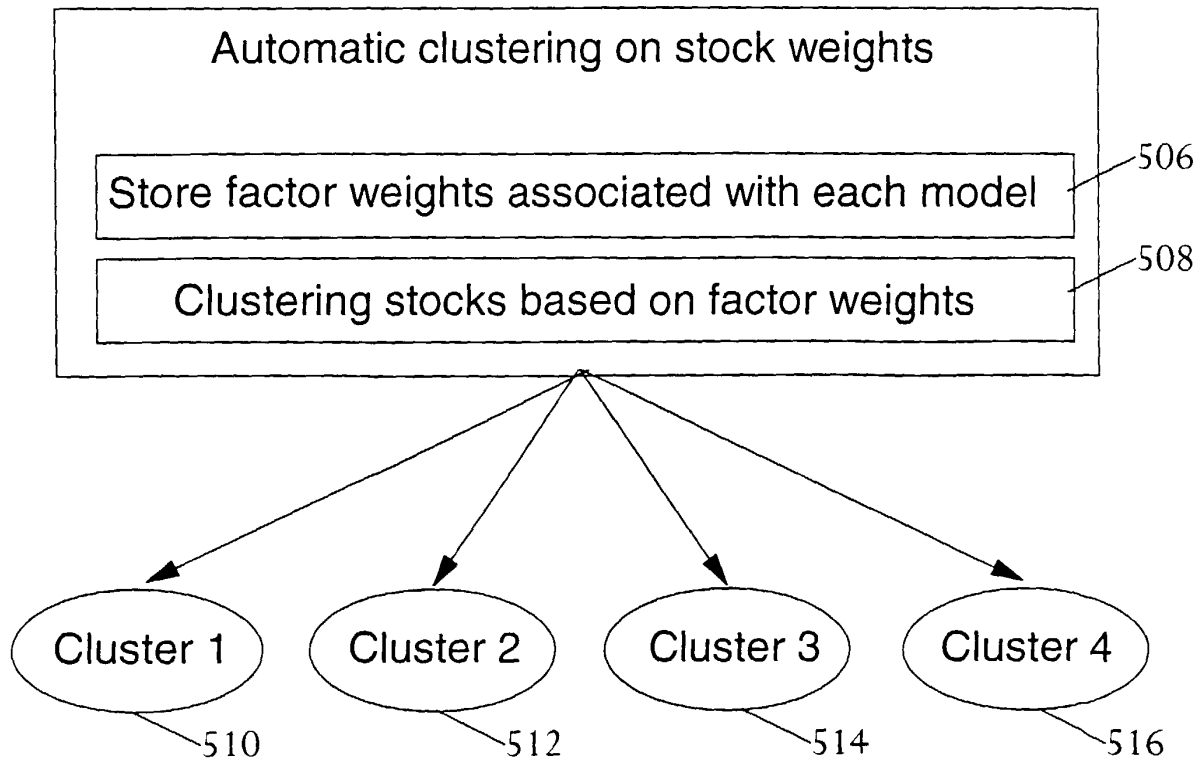 Automatic clustering on stock weights
506
Store factor weights associated with each model
508
Clustering stocks based on factor weights
Cluster 1
Cluster 2
Cluster 3
Cluster 4
510
512
514
516